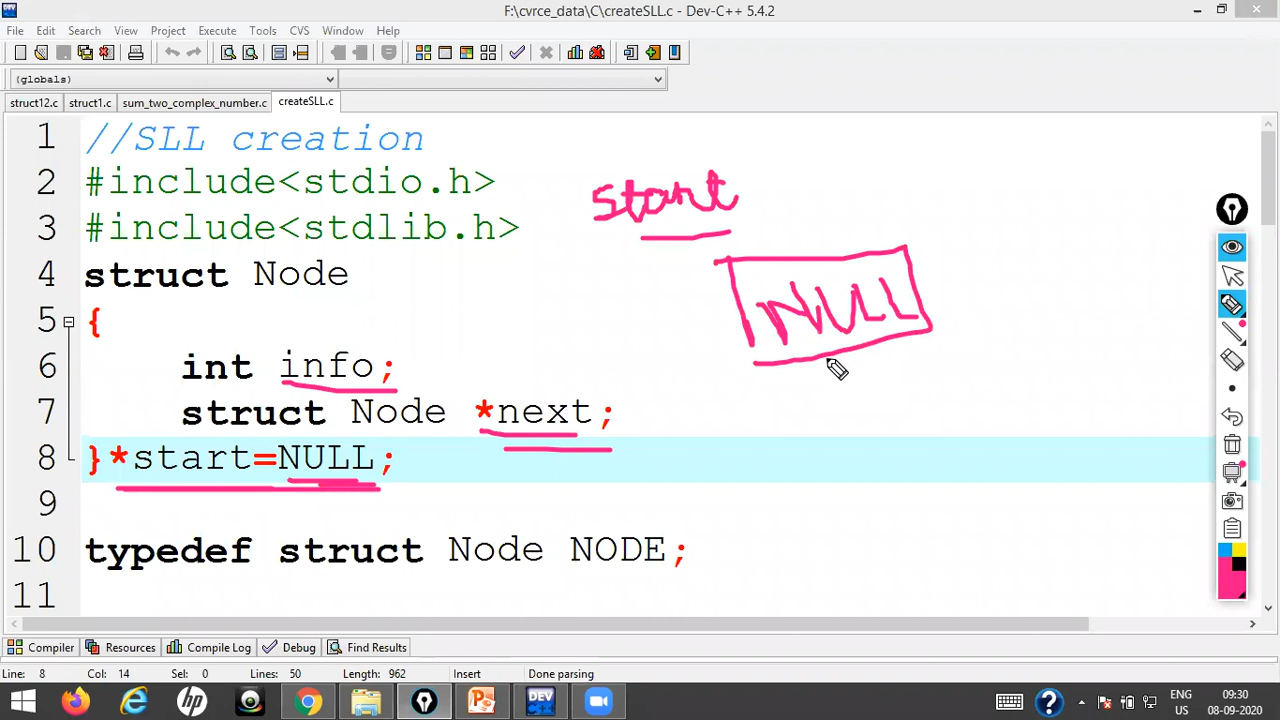 F:\cvrce_data\C\createSLL.c - Dev-C++ 5.4.2
File Edit Search View Project Execute Tools CVS Window Help
(globals)
struct12.c struct1.c sum_two_complex_number.c createSLL.c
1 //SLL creation
2 #include<stdio.h>
3 #include<stdlib.h>
start
4 struct Node
5 {
NULL
6 int info;
7 struct Node *next;
8 }*start=NULL;
9
10 typedef struct Node NODE;
11
Compiler Resources Compile Log Debug Find Results
Line: 8 Col: 14 Sel: 0 Lines: 50 Length: 962 Insert Done parsing
hp DEV C++ ? ENG 09:30
US 08-09-2020